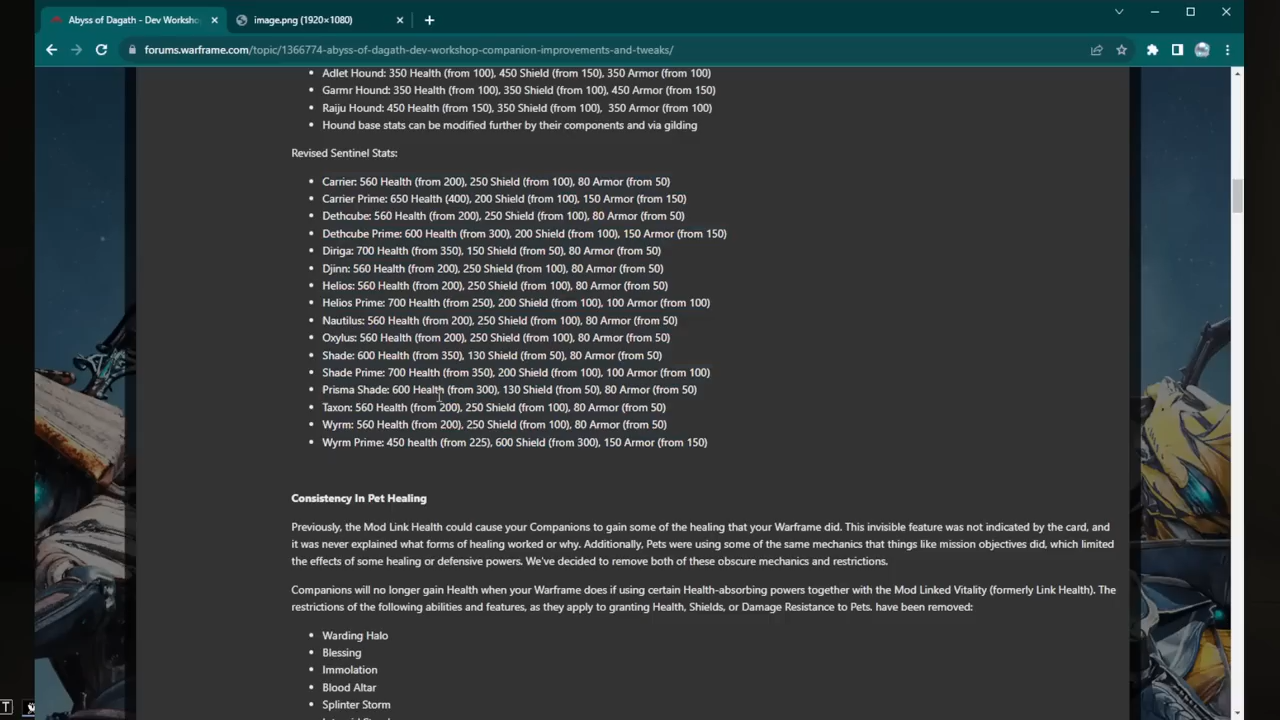 Abyss of Dagath - Dev Worksho
image.png (1920×1080)
forums.warframe.com/topic/1366774-abyss-of-dagath-dev-workshop-companion-improvements-and-tweaks/
Adlet Hound: 350 Health (from 100), 450 Shield (from 150), 350 Armor (from 100)
Garmr Hound: 350 Health (from 100), 350 Shield (from 100), 450 Armor (from 150)
Raiju Hound: 450 Health (from 150), 350 Shield (from 100), 350 Armor (from 100)
Hound base stats can be modified further by their components and via gilding
Revised Sentinel Stats:
Carrier: 560 Health (from 200), 250 Shield (from 100), 80 Armor (from 50)
Carrier Prime: 650 Health (400), 200 Shield (from 100), 150 Armor (from 150)
Dethcube: 560 Health (from 200), 250 Shield (from 100), 80 Armor (from 50)
Dethcube Prime: 600 Health (from 300), 200 Shield (from 100), 150 Armor (from 150)
Diriga: 700 Health (from 350), 150 Shield (from 50), 80 Armor (from 50)
Djinn: 560 Health (from 200), 250 Shield (from 100), 80 Armor (from 50)
Helios: 560 Health (from 200), 250 Shield (from 100), 80 Armor (from 50)
Helios Prime: 700 Health (from 250), 200 Shield (from 100), 100 Armor (from 100)
Nautilus: 560 Health (from 200), 250 Shield (from 100), 80 Armor (from 50)
Oxylus: 560 Health (from 200), 250 Shield (from 100), 80 Armor (from 50)
Shade: 600 Health (from 350), 130 Shield (from 50), 80 Armor (from 50)
Shade Prime: 700 Health (from 350), 200 Shield (from 100), 100 Armor (from 100)
Prisma Shade: 600 Health (from 300), 130 Shield (from 50), 80 Armor (from 50)
Taxon: 560 Health (from 200), 250 Shield (from 100), 80 Armor (from 50)
Wyrm: 560 Health (from 200), 250 Shield (from 100), 80 Armor (from 50)
Wyrm Prime: 450 health (from 225), 600 Shield (from 300), 150 Armor (from 150)
Consistency In Pet Healing
Previously, the Mod Link Health could cause your Companions to gain some of the healing that your Warframe did. This invisible feature was not indicated by the card, and
it was never explained what forms of healing worked or why. Additionally, Pets were using some of the same mechanics that things like mission objectives did, which limited
the effects of some healing or defensive powers. We've decided to remove both of these obscure mechanics and restrictions.
Companions will no longer gain Health when your Warframe does if using certain Health-absorbing powers together with the Mod Linked Vitality (formerly Link Health). The
restrictions of the following abilities and features, as they apply to granting Health, Shields, or Damage Resistance to Pets. have been removed:
Warding Halo
Blessing
Immolation
Blood Altar
Splinter Storm
T